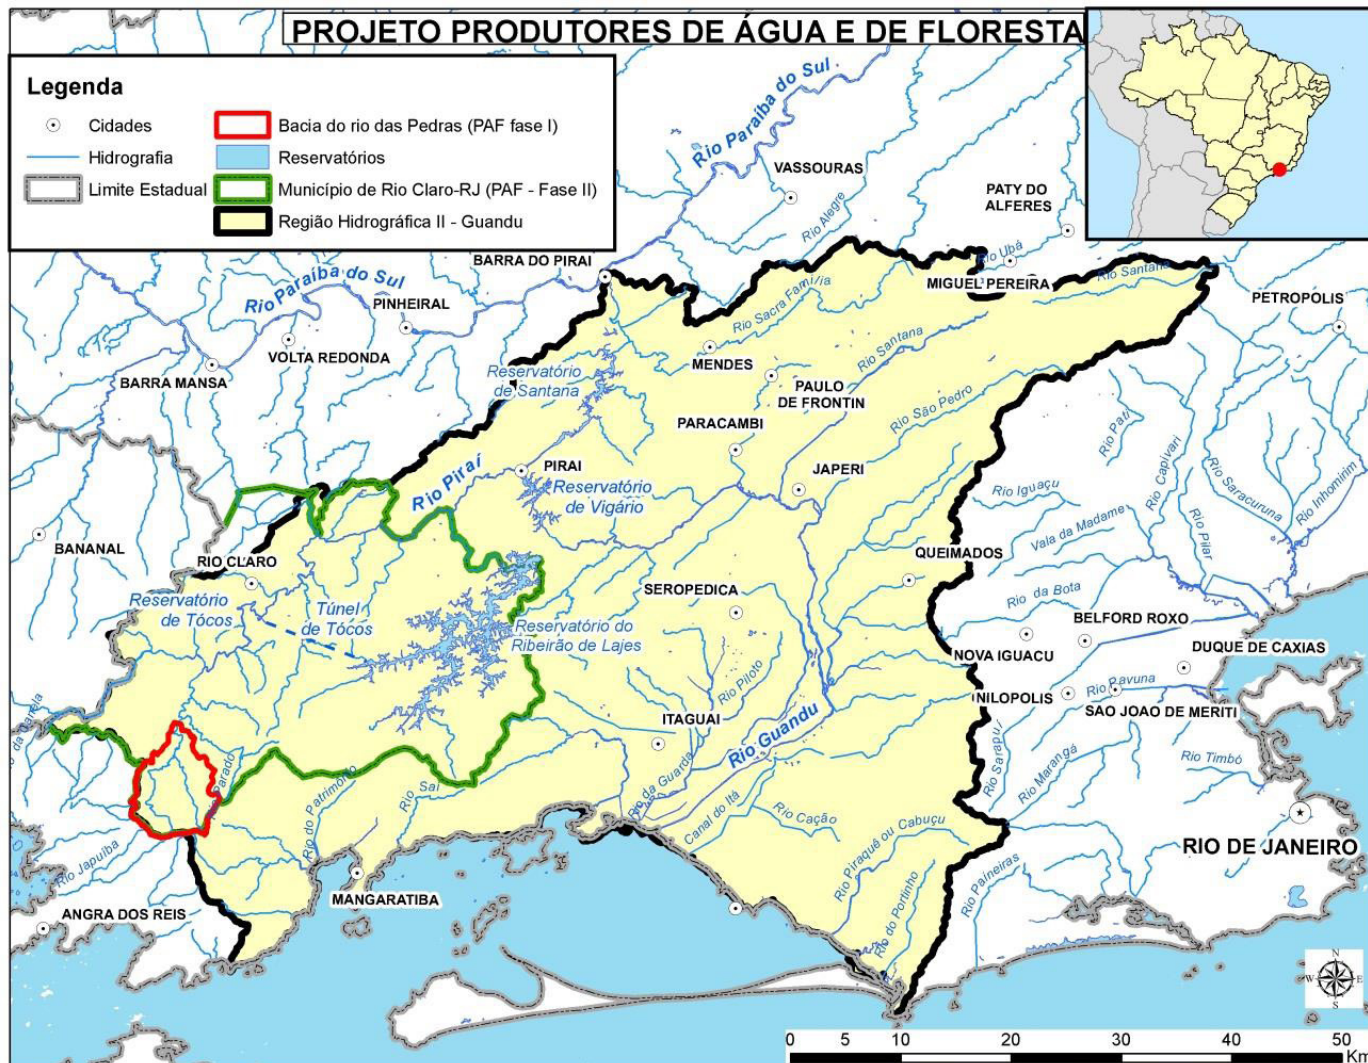 PROJETO PRODUTORES DE ÁGUA E DE FLORESTA
Legenda
Cidades
Hidrografia
Limite Estadual
Bacia do rio das Pedras (PAF fase I)
Reservatórios
Município de Rio Claro-RJ (PAF - Fase II)
Região Hidrográfica II - Guandu
Rio Paraíba do Sul
VASSOURAS
PATY DO
ALFERES
Rio Alegre
Rio Ubá
BARRA DO PIRAI
MIGUEL PEREIRA
Rio Santana
Rio Paraíba do Sul
PINHEIRAL
Rio Sacra Família
PETROPOLIS
VOLTA REDONDA
MENDES
Rio Santana
BARRA MANSA
Reservatório
de Santana
PAULO
DE FRONTIN
Rio São Pedro
Rio Pati
PARACAMBI
Rio Capivari
Rio Saracuruna
Rio Inhomirim
Rio Piraí
PIRAI
JAPERI
Reservatório
de Vigário
Rio Iguaçu
Vala da Madame
Rio Pilar
BANANAL
RIO CLARO
QUEIMADOS
Reservatório
de Tócos
Túnel
de Tócos
SEROPEDICA
Rio da Bota
BELFORD ROXO
Reservatório do
Ribeirão de Lajes
NOVA IGUACU
DUQUE DE CAXIAS
Rio Piloto
NILOPOLIS
Rio Pavuna
SAO JOAO DE MERITI
ITAGUAI
Rio Guandu
Rio Sarapuí
Rio Marangá
Rio Timbó
Parado
Rio do Patrimônio
Rio Saí
Rio da Guarda
Canal do Itá
Rio Cação
RIO DE JANEIRO
Rio Japuíba
Rio Piraquê ou Cabuçu
Rio do Portinho
Rio Paineiras
MANGARATIBA
ANGRA DOS REIS
N
W
E
S
0 5 10 20 30 40 50
Km